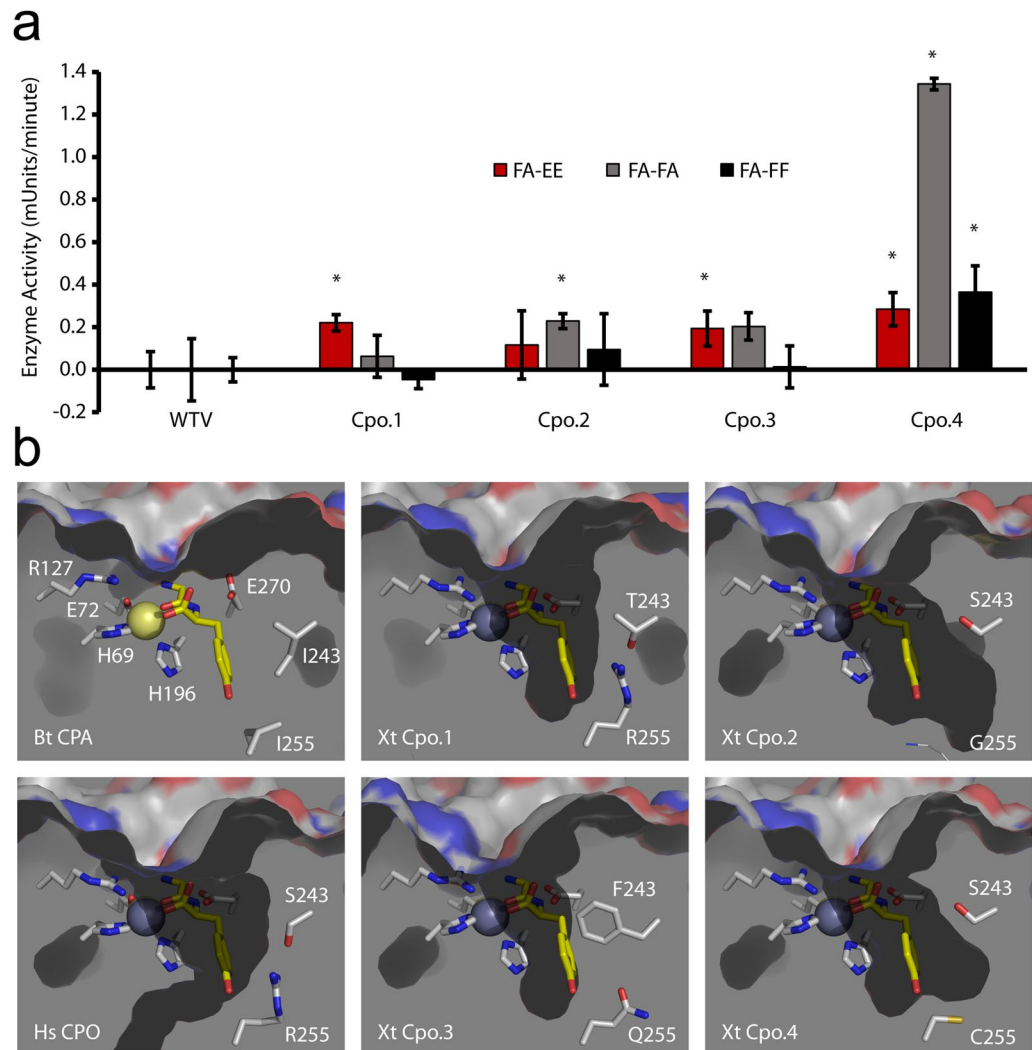 a
Enzyme Activity (mUnits/minute)
1.4
1.2
1.0
0.8
0.6
0.4
0.2
0.0
-0.2
FA-EE FA-FA FA-FF
* * * * * *
WTV Cpo.1 Cpo.2 Cpo.3 Cpo.4
b
R127
E72
H69
H196
E270
I243
I255
Bt CPA
T243
R255
Xt Cpo.1
S243
G255
Xt Cpo.2
S243
R255
Hs CPO
F243
Q255
Xt Cpo.3
S243
C255
Xt Cpo.4